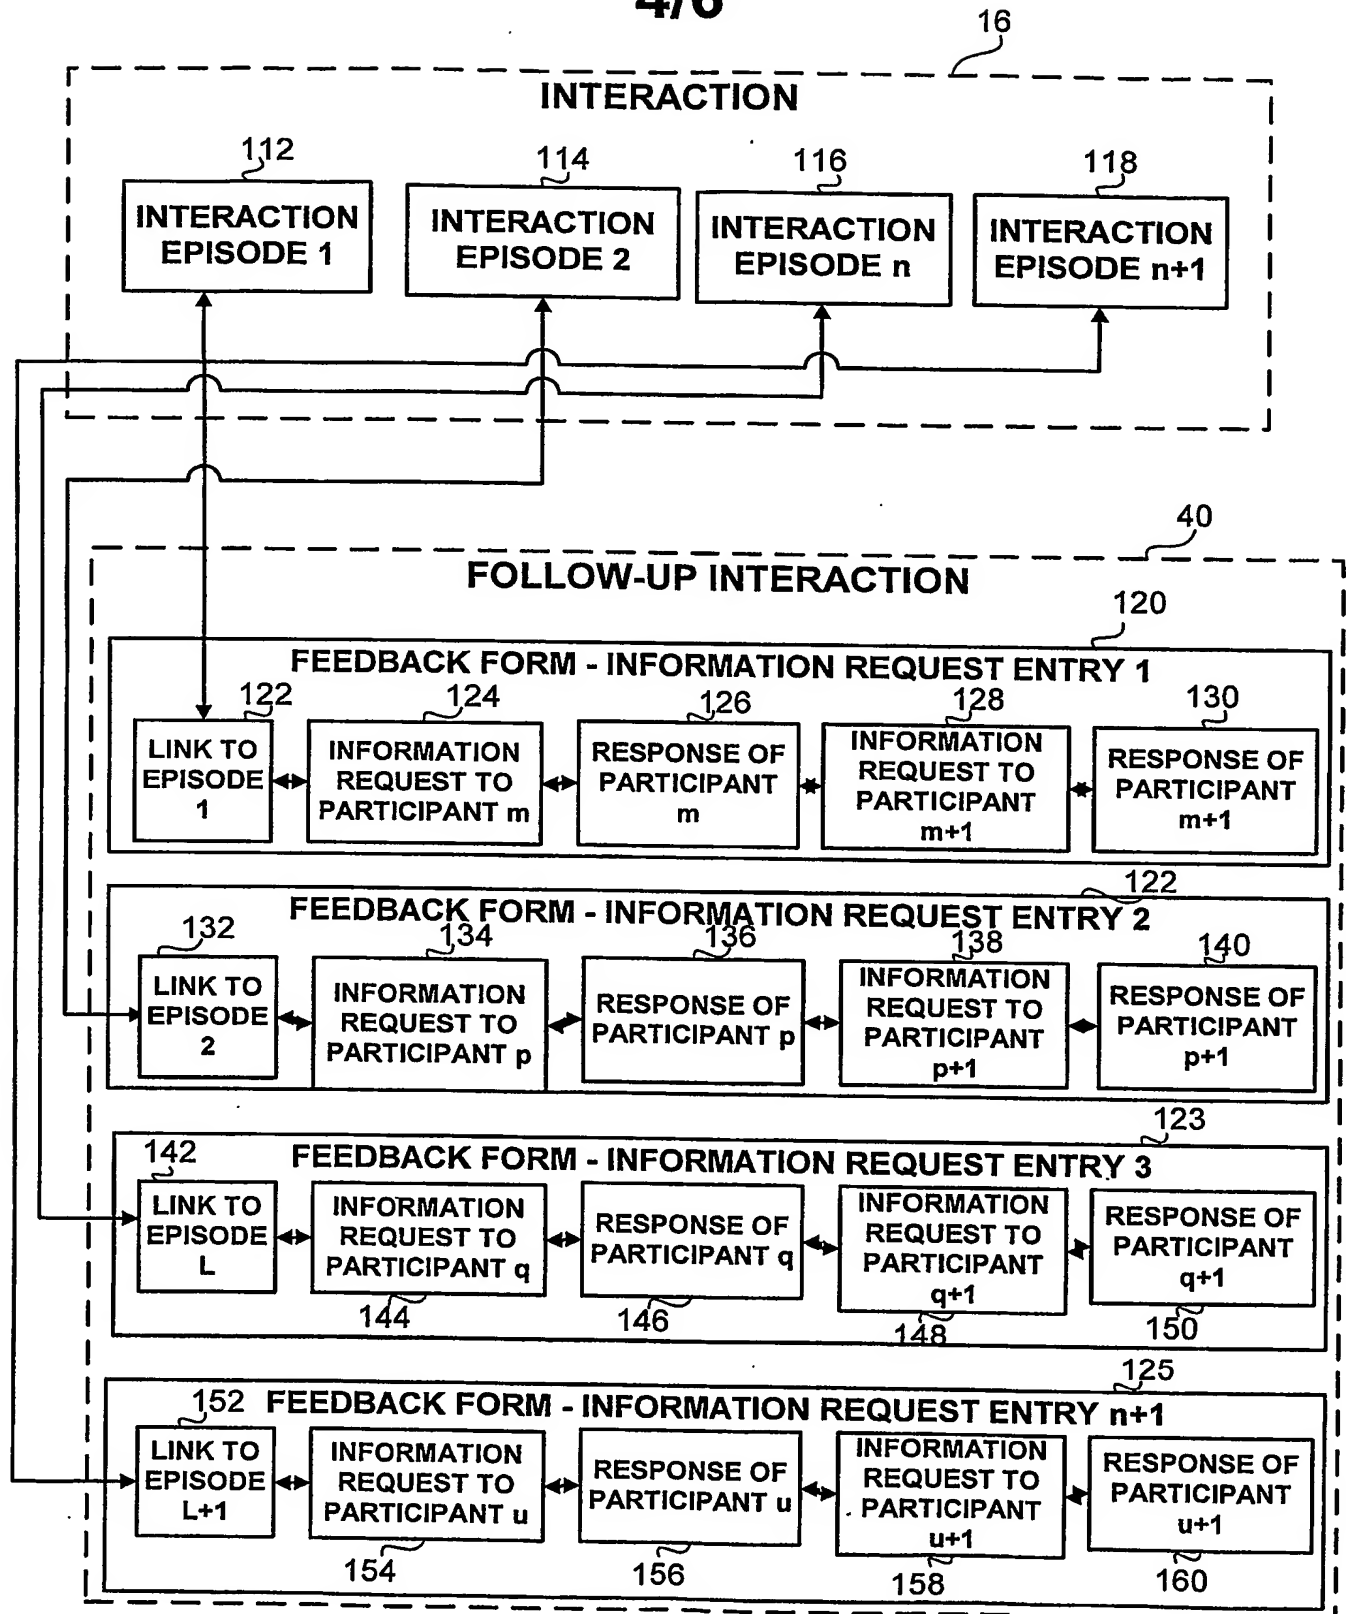 4/6
16
INTERACTION
112
114
116
118
INTERACTION
EPISODE 1
INTERACTION
EPISODE 2
INTERACTION
EPISODE n
INTERACTION
EPISODE n+1
40
FOLLOW-UP INTERACTION
120
FEEDBACK FORM - INFORMATION REQUEST ENTRY 1
122
124
126
128
130
LINK TO
EPISODE
1
INFORMATION
REQUEST TO
PARTICIPANT m
RESPONSE OF
PARTICIPANT
m
INFORMATION
REQUEST TO
PARTICIPANT
m+1
RESPONSE OF
PARTICIPANT
m+1
122
FEEDBACK FORM - INFORMATION REQUEST ENTRY 2
132
134
136
138
140
LINK TO
EPISODE
2
INFORMATION
REQUEST TO
PARTICIPANT p
RESPONSE OF
PARTICIPANT p
INFORMATION
REQUEST TO
PARTICIPANT
p+1
RESPONSE OF
PARTICIPANT
p+1
123
FEEDBACK FORM - INFORMATION REQUEST ENTRY 3
142
LINK TO
EPISODE
L
INFORMATION
REQUEST TO
PARTICIPANT q
RESPONSE OF
PARTICIPANT q
INFORMATION
REQUEST TO
PARTICIPANT
q+1
RESPONSE OF
PARTICIPANT
q+1
144
146
148
150
125
FEEDBACK FORM - INFORMATION REQUEST ENTRY n+1
152
LINK TO
EPISODE
L+1
INFORMATION
REQUEST TO
PARTICIPANT u
RESPONSE OF
PARTICIPANT u
INFORMATION
REQUEST TO
PARTICIPANT
u+1
RESPONSE OF
PARTICIPANT
u+1
154
156
158
160